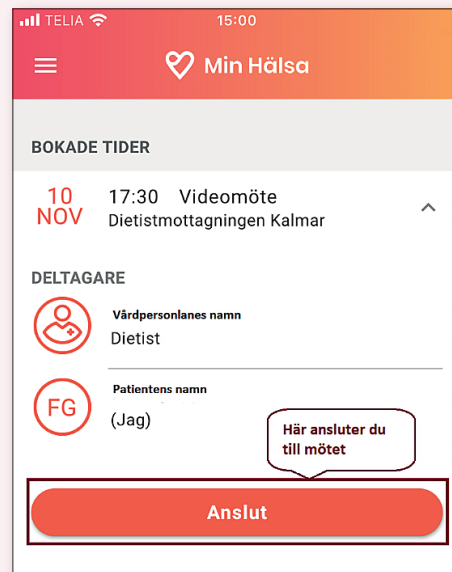 TELIA 15:00
Min Hälsa
BOKADE TIDER
10 17:30 Videomöte
NOV Dietistmottagningen Kalmar
DELTAGARE
Vårdpersonlanes namn
Dietist
Patientens namn
FG (Jag)
Här ansluter du
till mötet
Anslut